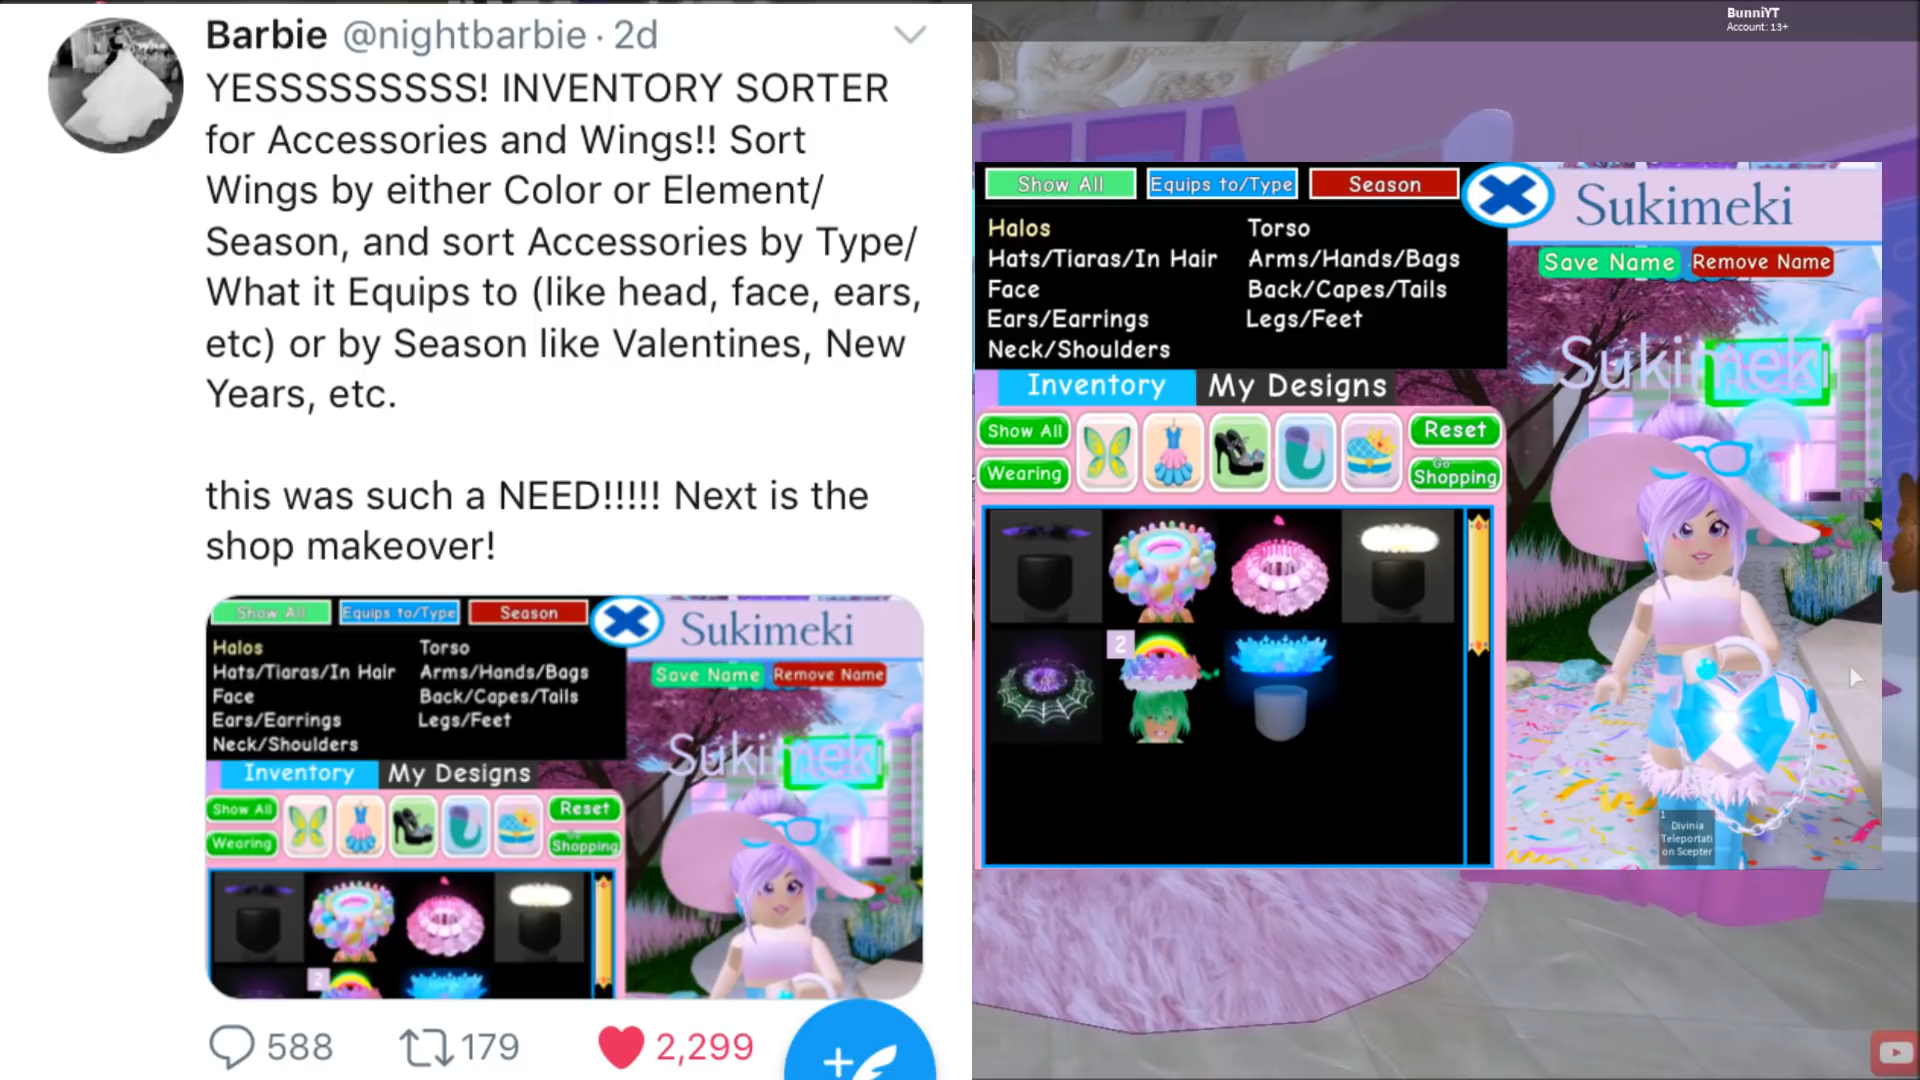 Barbie @nightbarbie · 2d
YESSSSSSSSS! INVENTORY SORTER
for Accessories and Wings!! Sort
Wings by either Color or Element/
Season, and sort Accessories by Type/
What it Equips to (like head, face, ears,
etc) or by Season like Valentines, New
Years, etc.
this was such a NEED!!!!! Next is the
shop makeover!
Show All Equips to/Type Season
Sukimeki
Halos Torso
Hats/Tiaras/In Hair Arms/Hands/Bags
Face Back/Capes/Tails
Ears/Earrings Legs/Feet
Neck/Shoulders
Save Name Remove Name
Sukimeki
Inventory My Designs
Show All Reset
Wearing Go Shopping
2
588 179 2,299
BunniYT
Account: 13+
Show All Equips to/Type Season
Sukimeki
Halos Torso
Hats/Tiaras/In Hair Arms/Hands/Bags
Face Back/Capes/Tails
Ears/Earrings Legs/Feet
Neck/Shoulders
Save Name Remove Name
Sukimeki
Inventory My Designs
Show All Reset
Wearing Go Shopping
2
1
Divinia
Teleportati
on Scepter